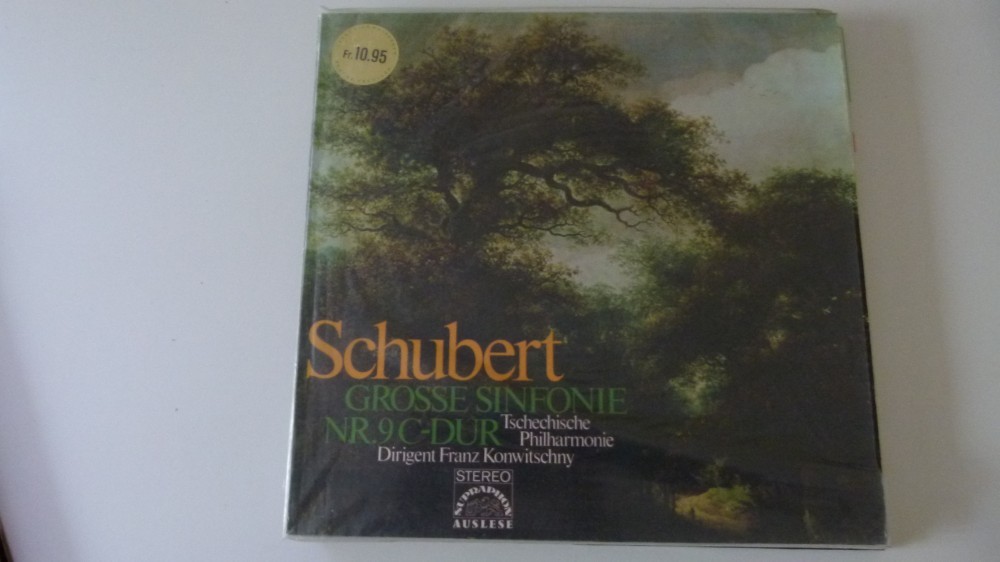 Fr. 10.95
Schubert
GROSSE SINFONIE
NR. 9 C-DUR
Tschechische
Philharmonie
Dirigent Franz Konwitschny
STEREO
SUPRAPHON
AUSLESE